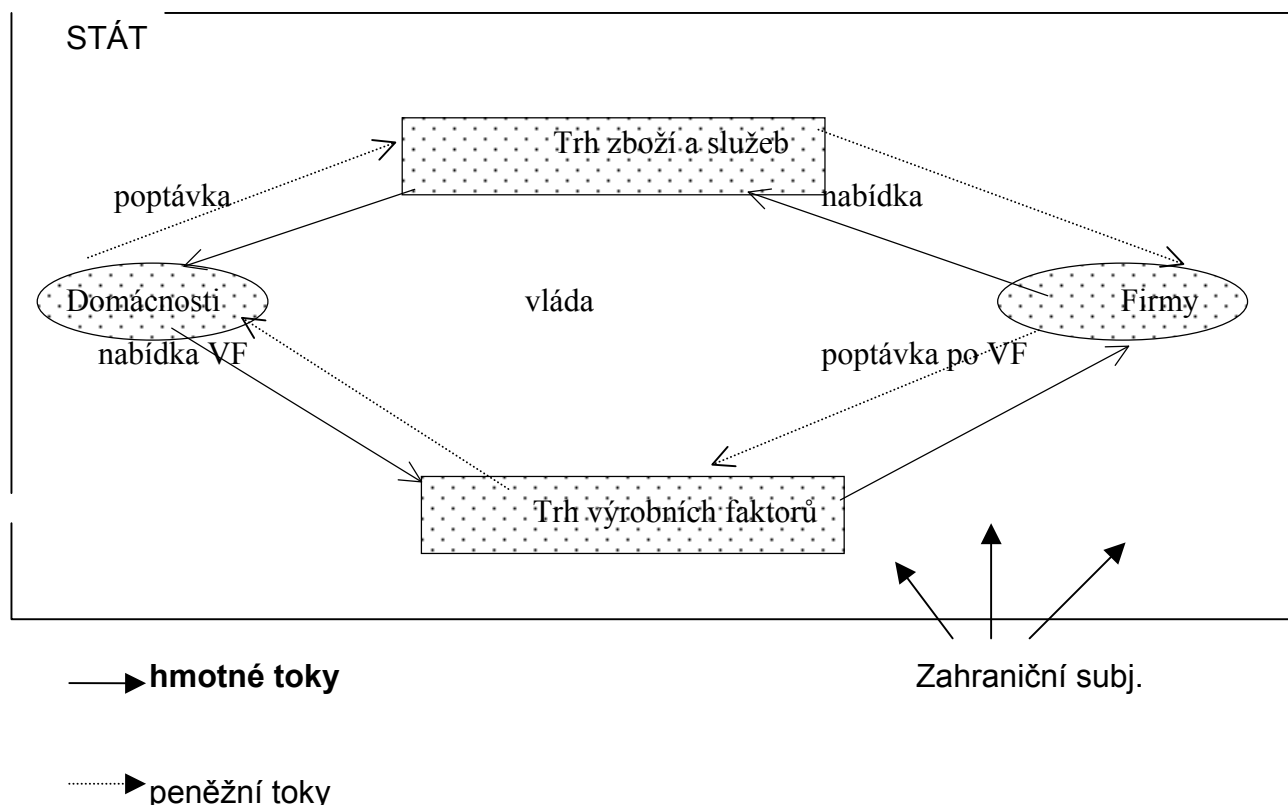 STÁT
Trh zboží a služeb
poptávka
nabídka
Domácnosti
vláda
Firmy
nabídka VF
poptávka po VF
Trh výrobních faktorů
hmotné toky
Zahraniční subj.
peněžní toky